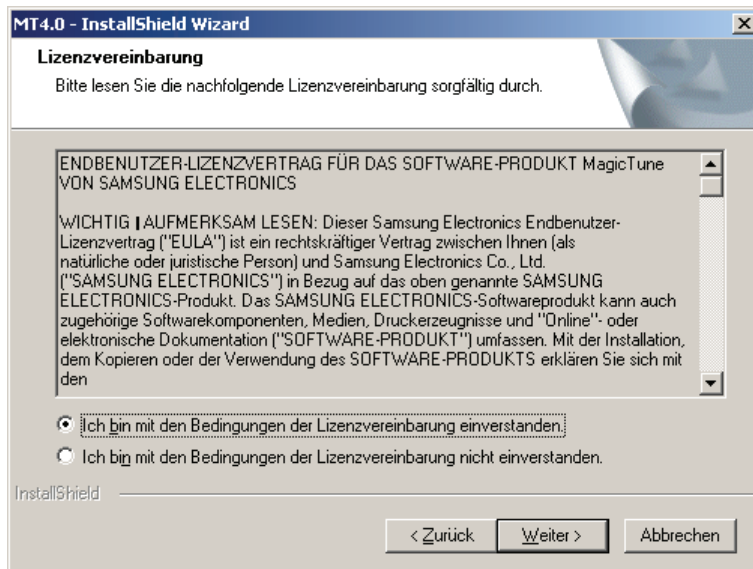 MT4.0 - InstallShield Wizard
Lizenzvereinbarung
Bitte lesen Sie die nachfolgende Lizenzvereinbarung sorgfältig durch.
ENDBENUTZER-LIZENZVERTRAG FÜR DAS SOFTWARE-PRODUKT MagicTune
VON SAMSUNG ELECTRONICS
WICHTIG | AUFMERKSAM LESEN: Dieser Samsung Electronics Endbenutzer-
Lizenzvertrag ("EULA") ist ein rechtskräftiger Vertrag zwischen Ihnen (als
natürliche oder juristische Person) und Samsung Electronics Co., Ltd.
("SAMSUNG ELECTRONICS") in Bezug auf das oben genannte SAMSUNG
ELECTRONICS-Produkt. Das SAMSUNG ELECTRONICS-Softwareprodukt kann auch
zugehörige Softwarekomponenten, Medien, Druckerzeugnisse und "Online"- oder
elektronische Dokumentation ("SOFTWARE-PRODUKT") umfassen. Mit der Installation,
dem Kopieren oder der Verwendung des SOFTWARE-PRODUKTS erklären Sie sich mit
den
Ich bin mit den Bedingungen der Lizenzvereinbarung einverstanden.
Ich bin mit den Bedingungen der Lizenzvereinbarung nicht einverstanden.
InstallShield
< Zurück
Weiter >
Abbrechen